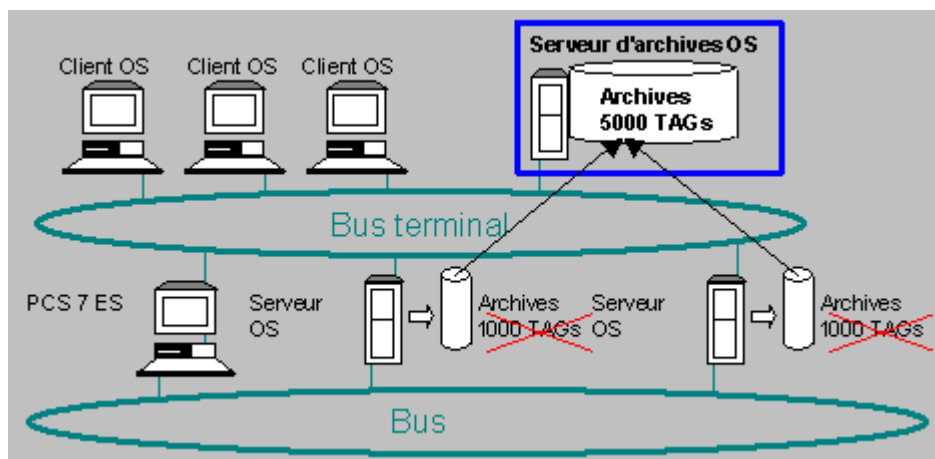 Serveur d'archives OS
Client OS
Client OS
Client OS
Archives
5000 TAGs
Bus terminal
PCS 7 ES
Serveur
OS
Archives
1000 TAGs
Serveur
OS
Archives
1000 TAGs
Bus